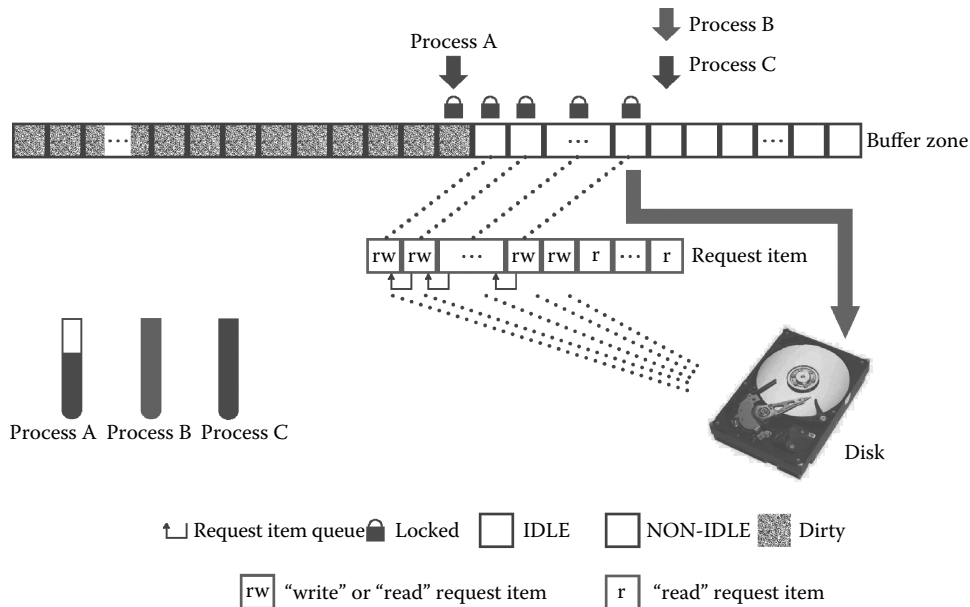 Process B
Process A
Process C
...
...
...
Buffer zone
rw rw ... rw rw r ... r Request item
Process A Process B Process C
Disk
Request item queue Locked IDLE NON-IDLE Dirty
rw "write" or "read" request item r "read" request item